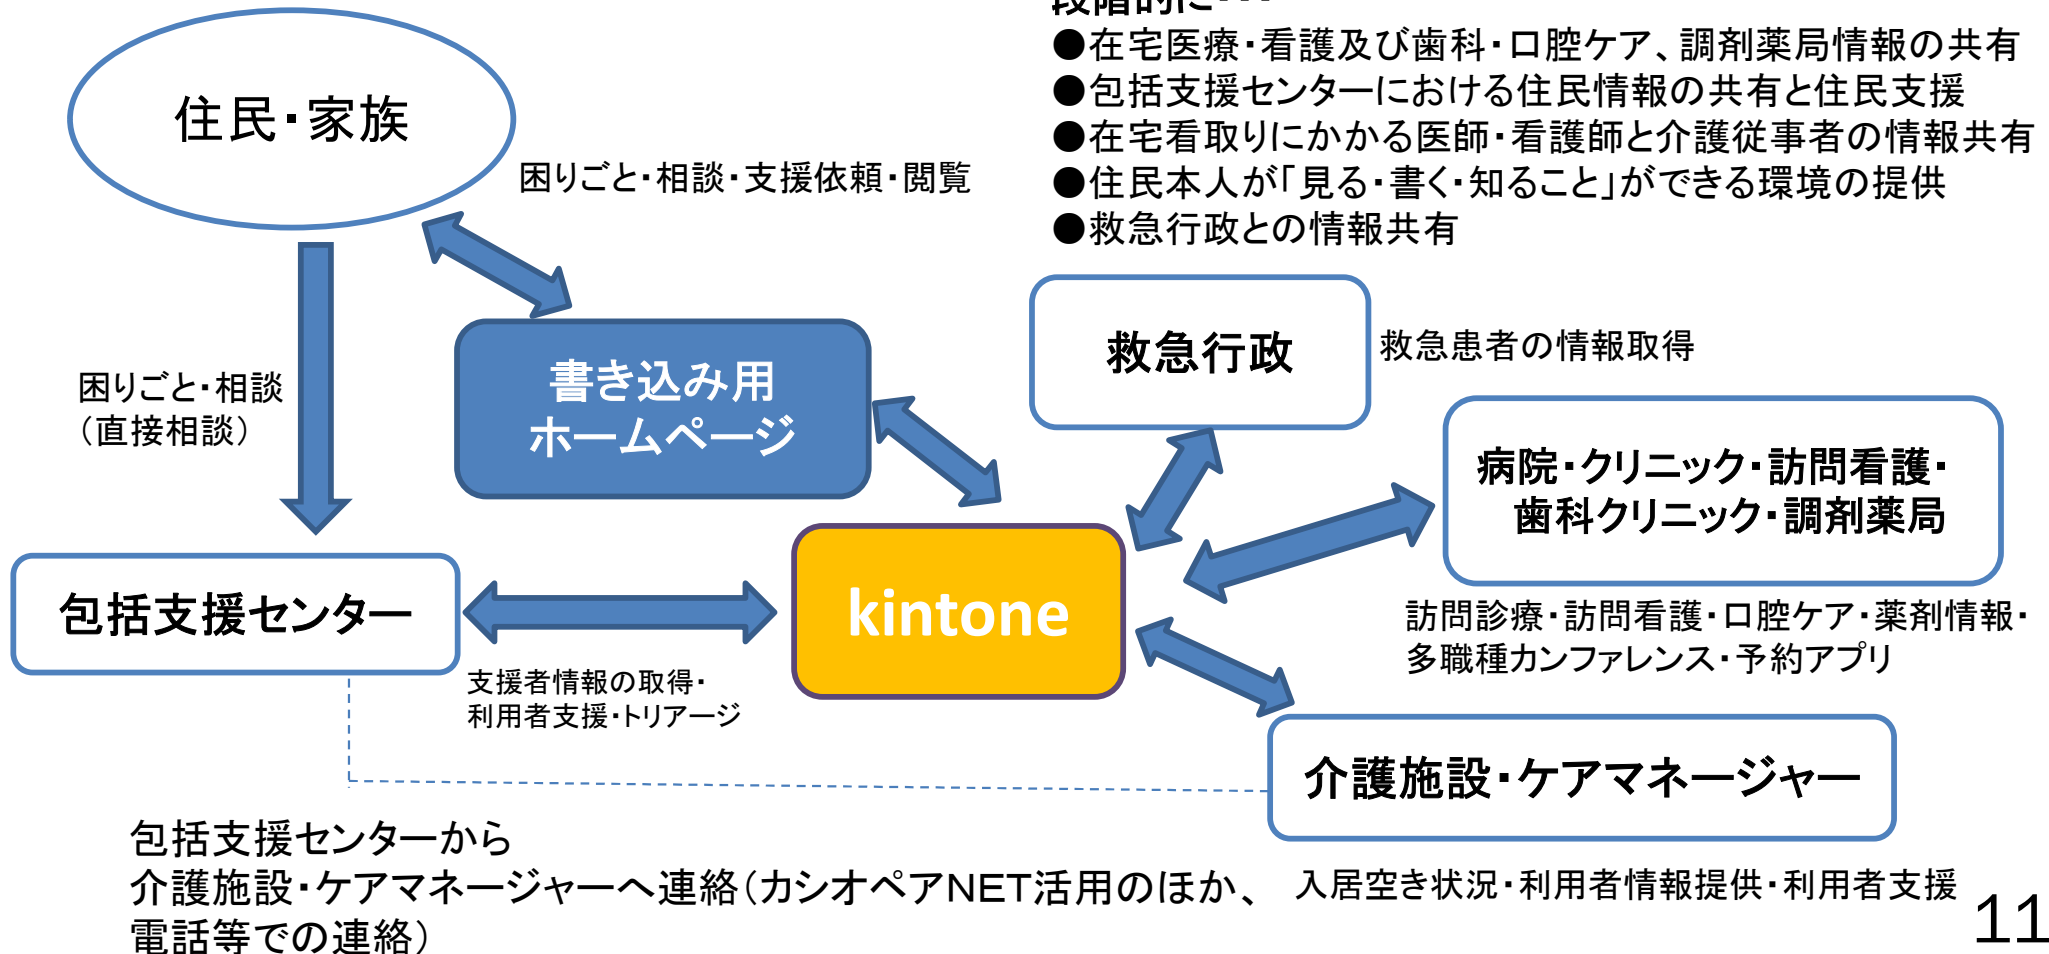 段階的に・・・
●在宅医療・看護及び歯科・口腔ケア、調剤薬局情報の共有
●包括支援センターにおける住民情報の共有と住民支援
●在宅看取りにかかる医師・看護師と介護従事者の情報共有
●住民本人が「見る・書く・知ること」ができる環境の提供
●救急行政との情報共有
住民・家族
困りごと・相談・支援依頼・閲覧
困りごと・相談
（直接相談）
書き込み用
ホームページ
救急行政
救急患者の情報取得
病院・クリニック・訪問看護・
歯科クリニック・調剤薬局
訪問診療・訪問看護・口腔ケア・薬剤情報・
多職種カンファレンス・予約アプリ
包括支援センター
kintone
支援者情報の取得・
利用者支援・トリアージ
介護施設・ケアマネージャー
入居空き状況・利用者情報提供・利用者支援
包括支援センターから
介護施設・ケアマネージャーへ連絡（カシオペアNET活用のほか、
電話等での連絡）
11